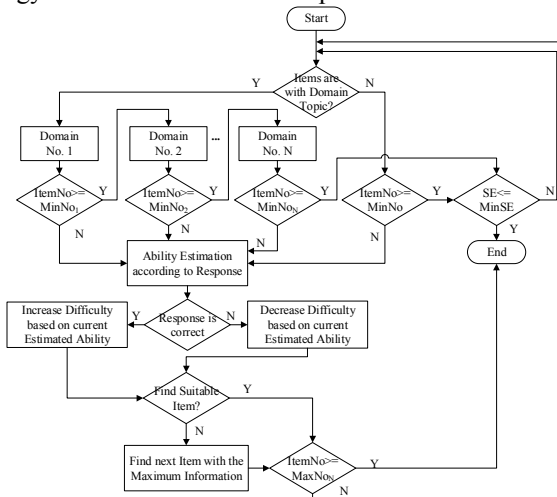 Start
Y
Items are
with Domain
Topic?
N
Domain
No. 1
Domain
No. 2
...
Domain
No. N
ItemNo>=
MinNo1
Y
ItemNo>=
MinNo2
Y
ItemNo>=
MinNoN
Y
ItemNo>=
MinNo
Y
SE<=
MinSE
N
N
N
N
N
Y
Ability Estimation
according to Response
End
Increase Difficulty
based on current
Estimated Ability
Y
Response is
correct
N
Decrease Difficulty
based on current
Estimated Ability
Find Suitable
Item?
Y
N
Find next Item with the
Maximum Information
ItemNo>=
MaxNoN
Y
N